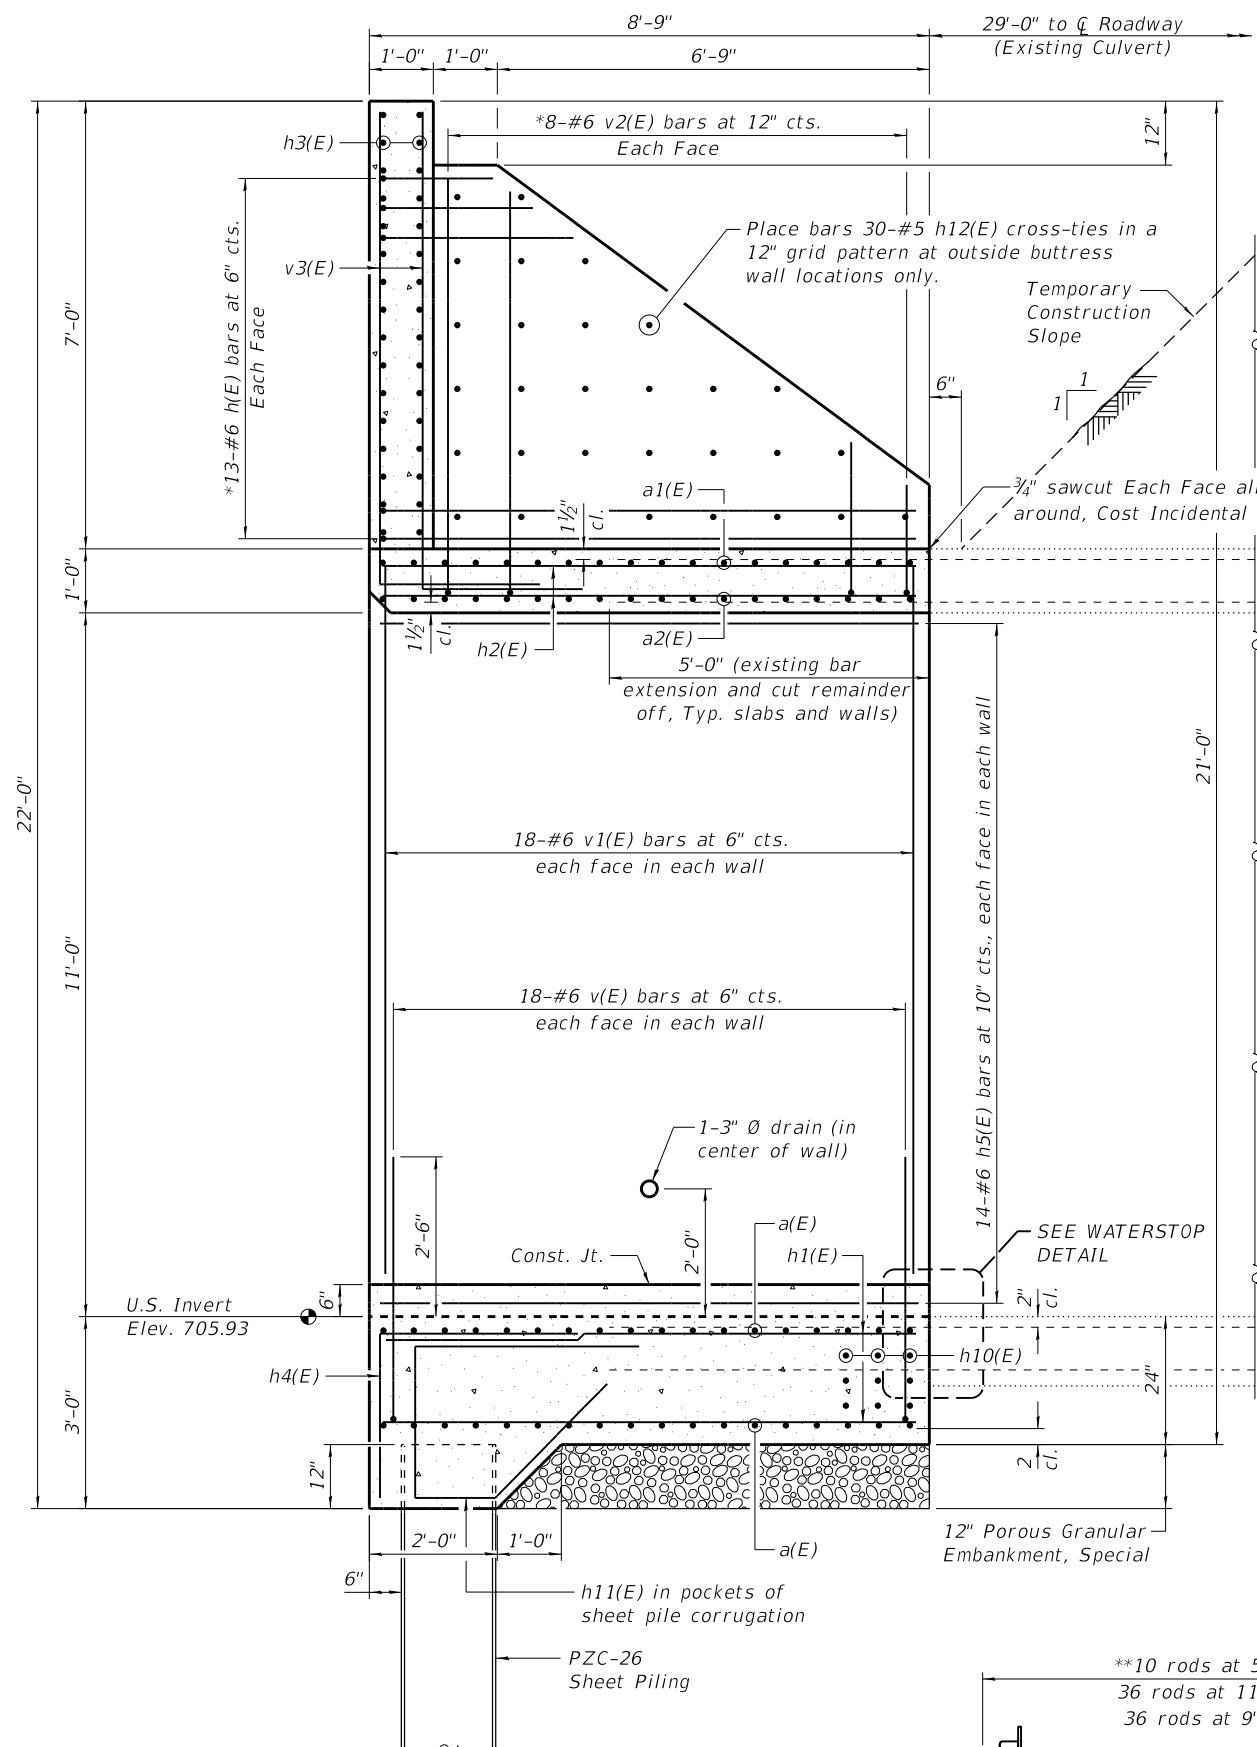 8'-9"
29'-0" to ℄ Roadway
(Existing Culvert)
1'-0"
1'-0"
6'-9"
*8-#6 v2(E) bars at 12" cts.
Each Face
12"
h3(E)
Place bars 30-#5 h12(E) cross-ties in a
12" grid pattern at outside buttress
wall locations only.
v3(E)
*13-#6 h(E) bars at 6" cts.
Each Face
7'-0"
Temporary
Construction
Slope
6"
1
1
a1(E)
1½"
cl.
¾" sawcut Each Face all
around, Cost Incidental
1'-0"
1½"
cl.
h2(E)
a2(E)
5'-0" (existing bar
extension and cut remainder
off, Typ. slabs and walls)
22'-0"
21'-0"
14-#6 h5(E) bars at 10" cts., each face in each wall
18-#6 v1(E) bars at 6" cts.
each face in each wall
11'-0"
18-#6 v(E) bars at 6" cts.
each face in each wall
1-3" Ø drain (in
center of wall)
2'-6"
2'-0"
a(E)
Const. Jt.
h1(E)
SEE WATERSTOP
DETAIL
6"
2"
cl.
U.S. Invert
Elev. 705.93
h10(E)
h4(E)
3'-0"
24"
12"
2
cl.
2'-0"
1'-0"
a(E)
12" Porous Granular
Embankment, Special
6"
h11(E) in pockets of
sheet pile corrugation
PZC-26
Sheet Piling
**10 rods at 5
36 rods at 11
36 rods at 9'